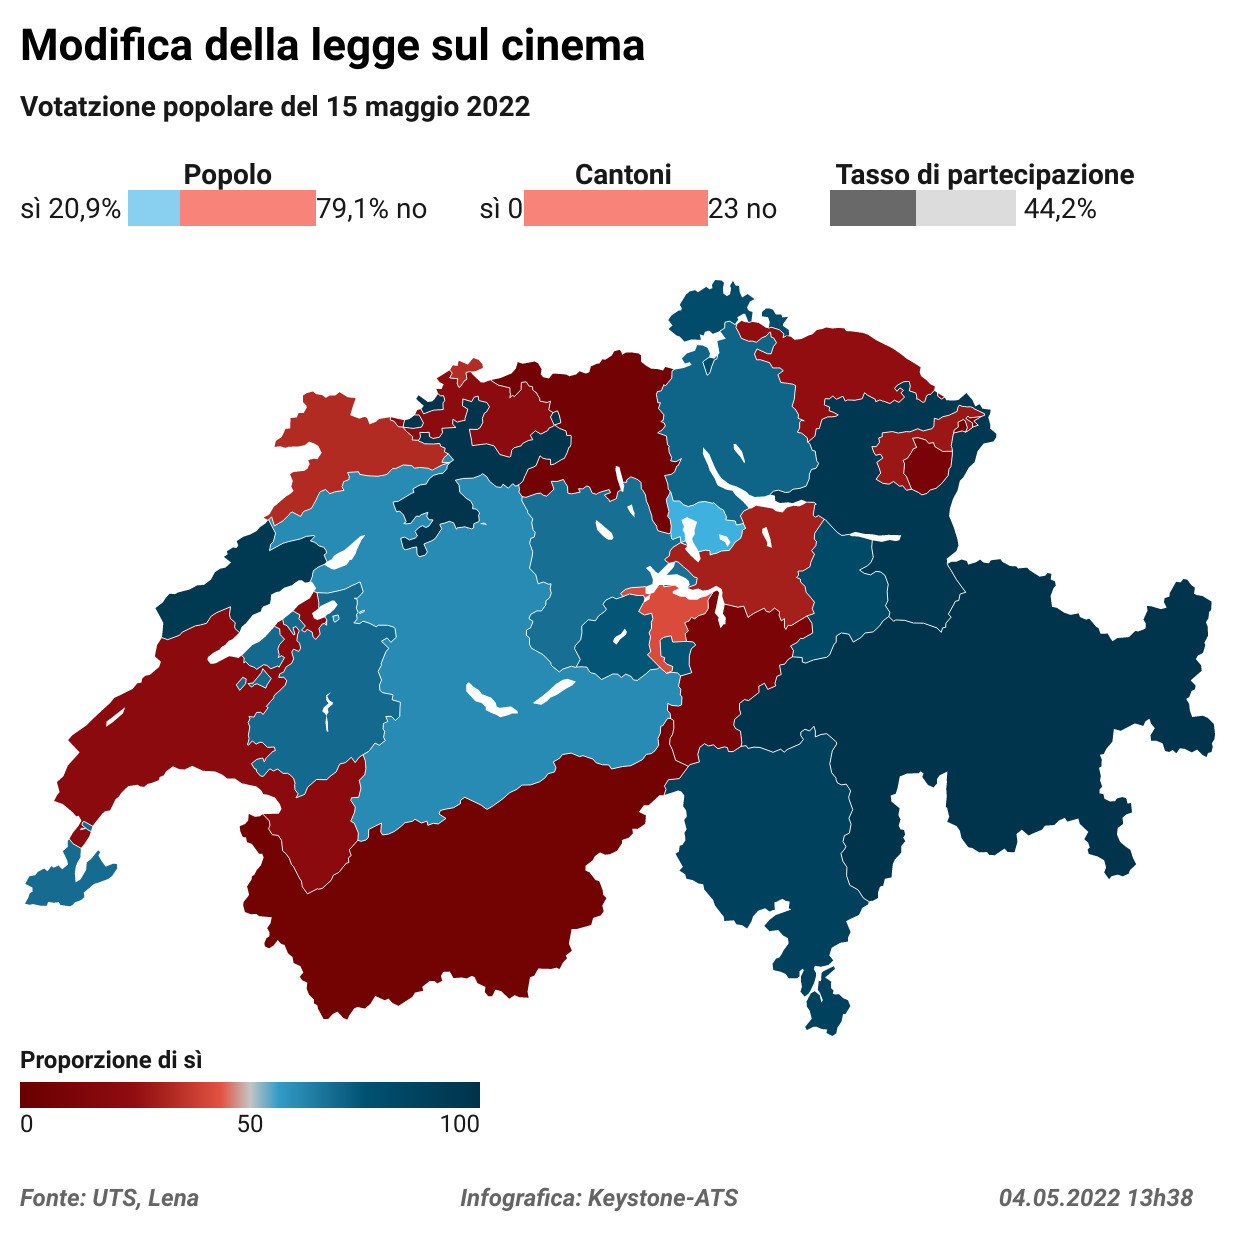 Modifica della legge sul cinema
Votatzione popolare del 15 maggio 2022
Popolo
sì 20,9% 79,1% no
Cantoni
sì 0 23 no
Tasso di partecipazione
44,2%
Proporzione di sì
0 50 100
Fonte: UTS, Lena Infografica: Keystone-ATS 04.05.2022 13h38